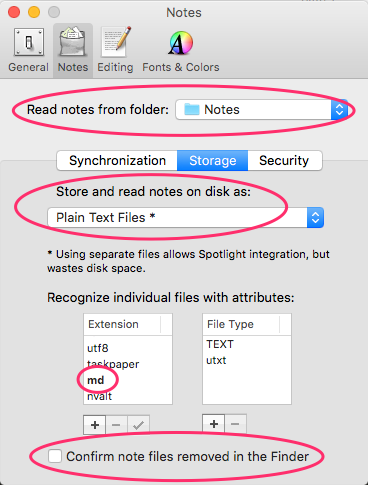 Notes
General Notes Editing Fonts & Colors
Read notes from folder: Notes
Synchronization Storage Security
Store and read notes on disk as:
Plain Text Files *
* Using separate files allows Spotlight integration, but
wastes disk space.
Recognize individual files with attributes:
Extension File Type
utf8 TEXT
taskpaper utxt
md
nvalt
Confirm note files removed in the Finder